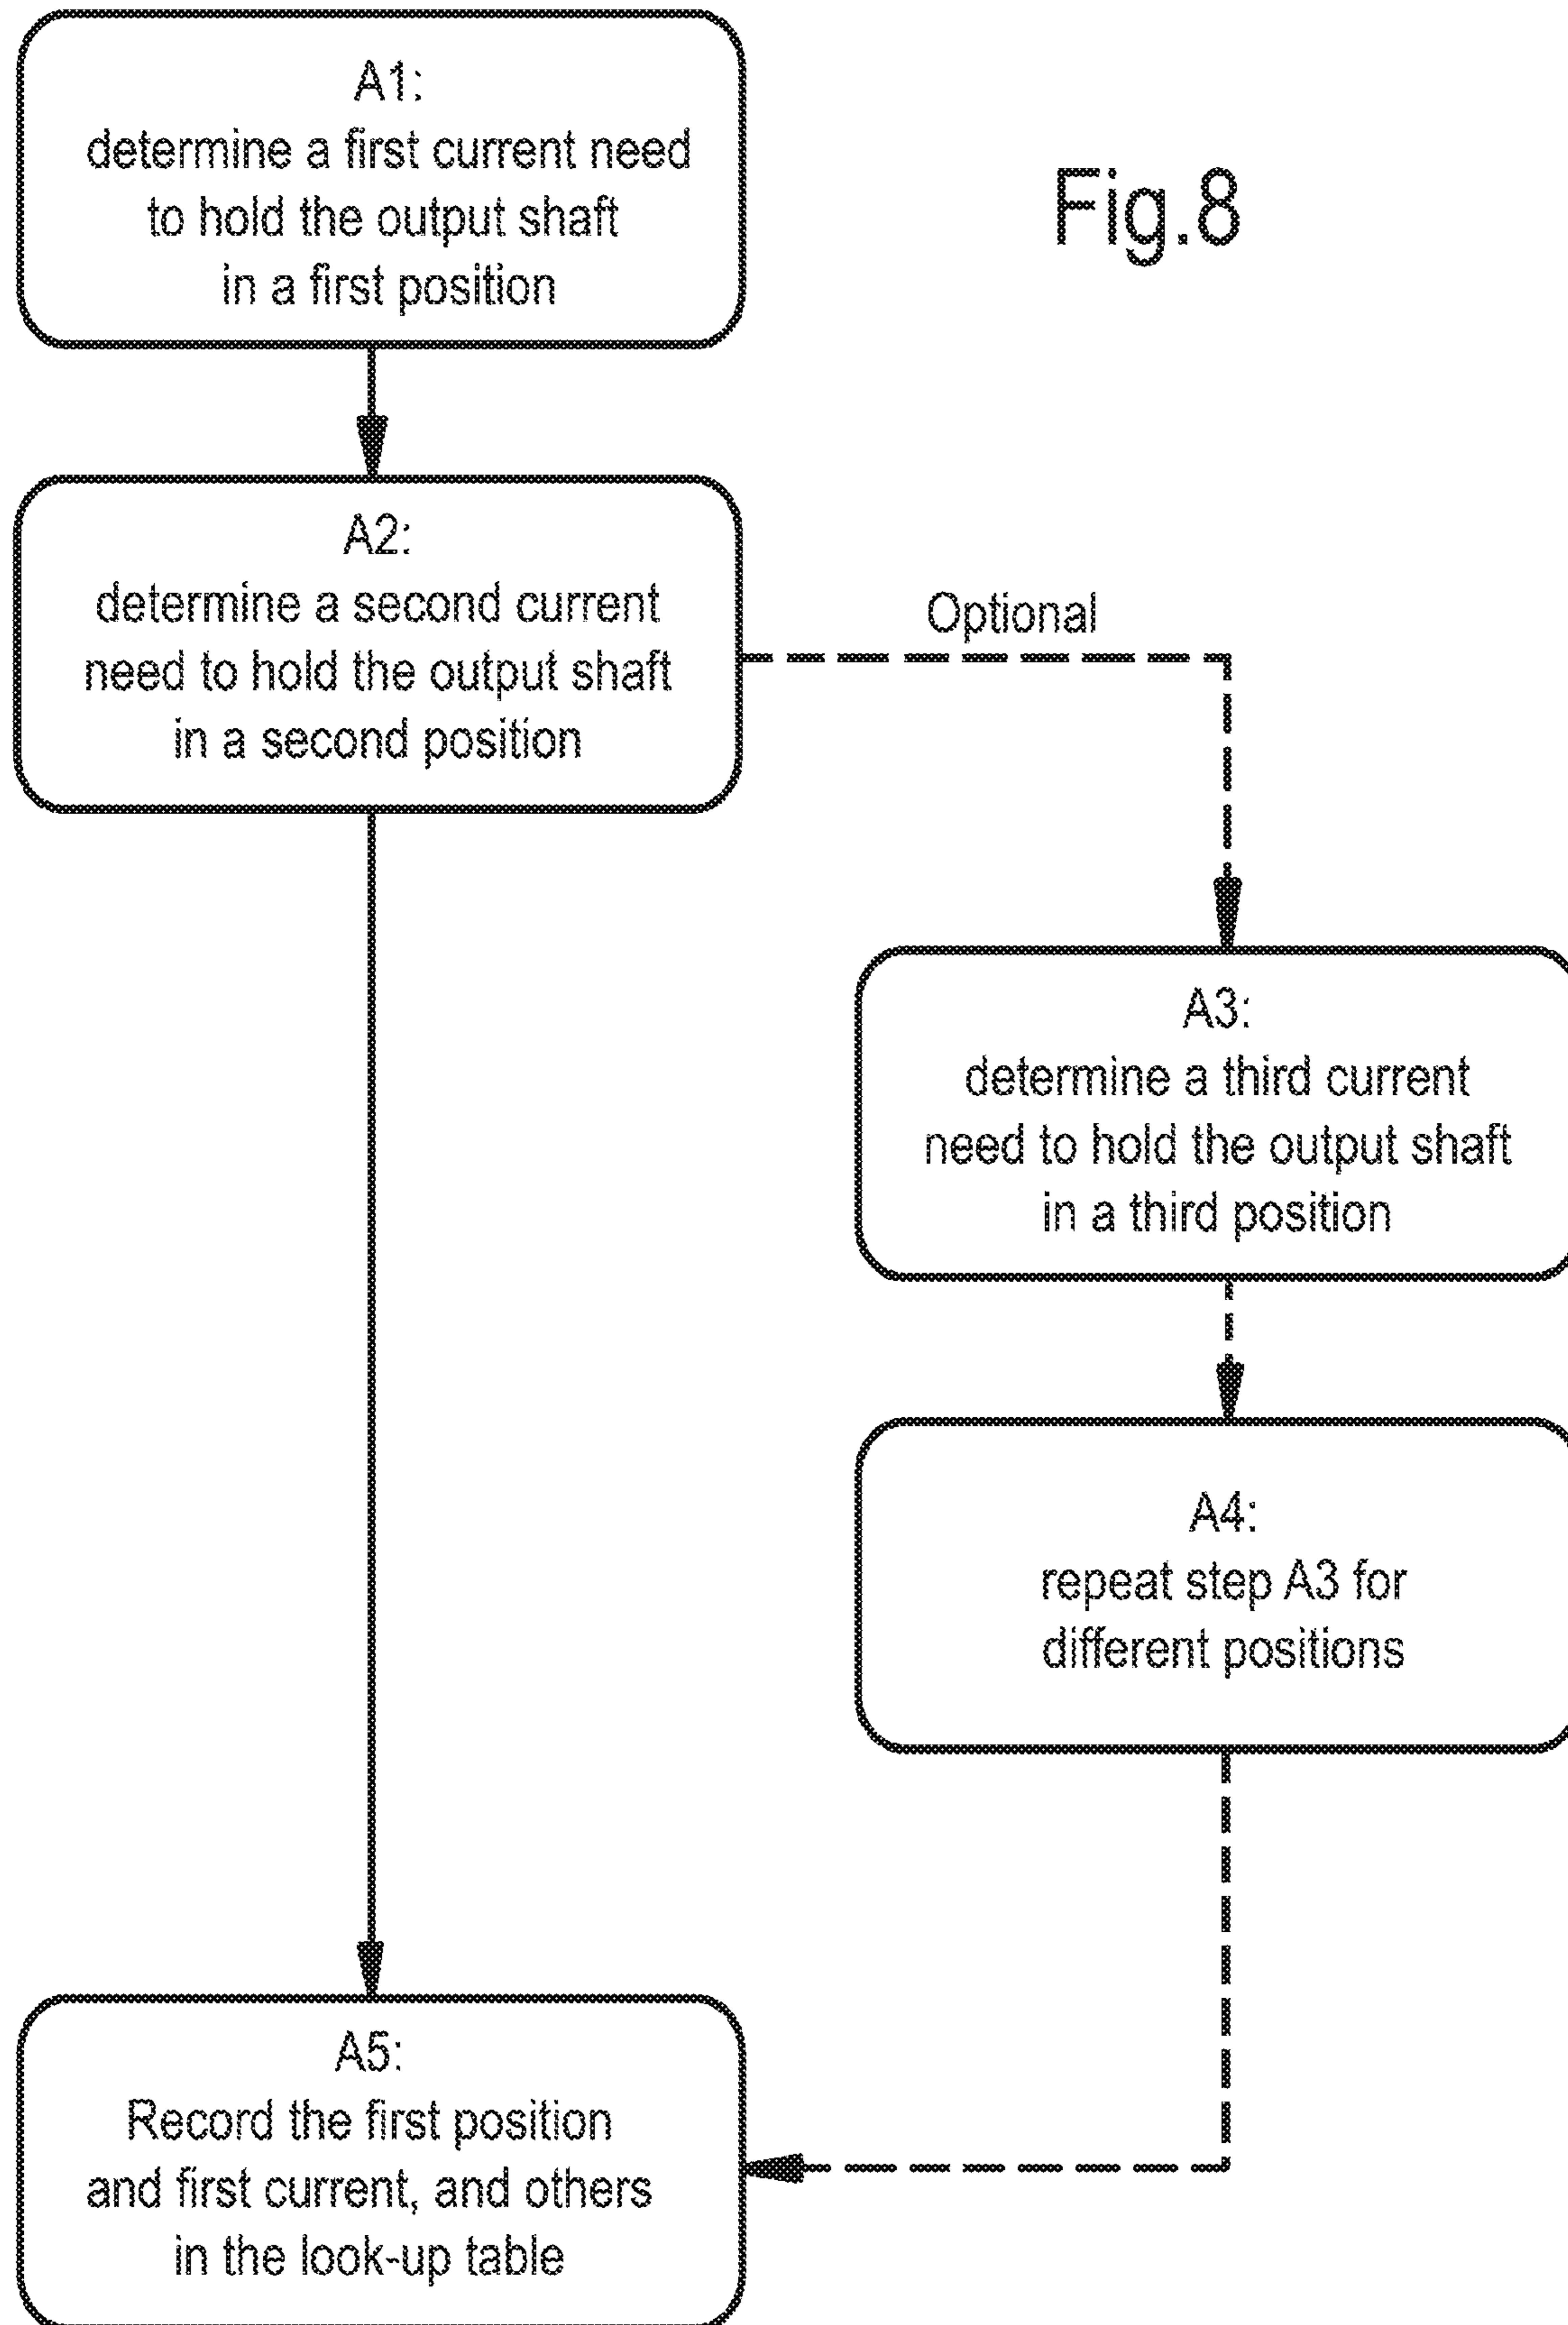 A1:
determine a first current need
to hold the output shaft
in a first position
Fig.8
A2:
determine a second current
need to hold the output shaft
in a second position
Optional
A3:
determine a third current
need to hold the output shaft
in a third position
A4:
repeat step A3 for
different positions
A5:
Record the first position
and first current, and others
in the look-up table